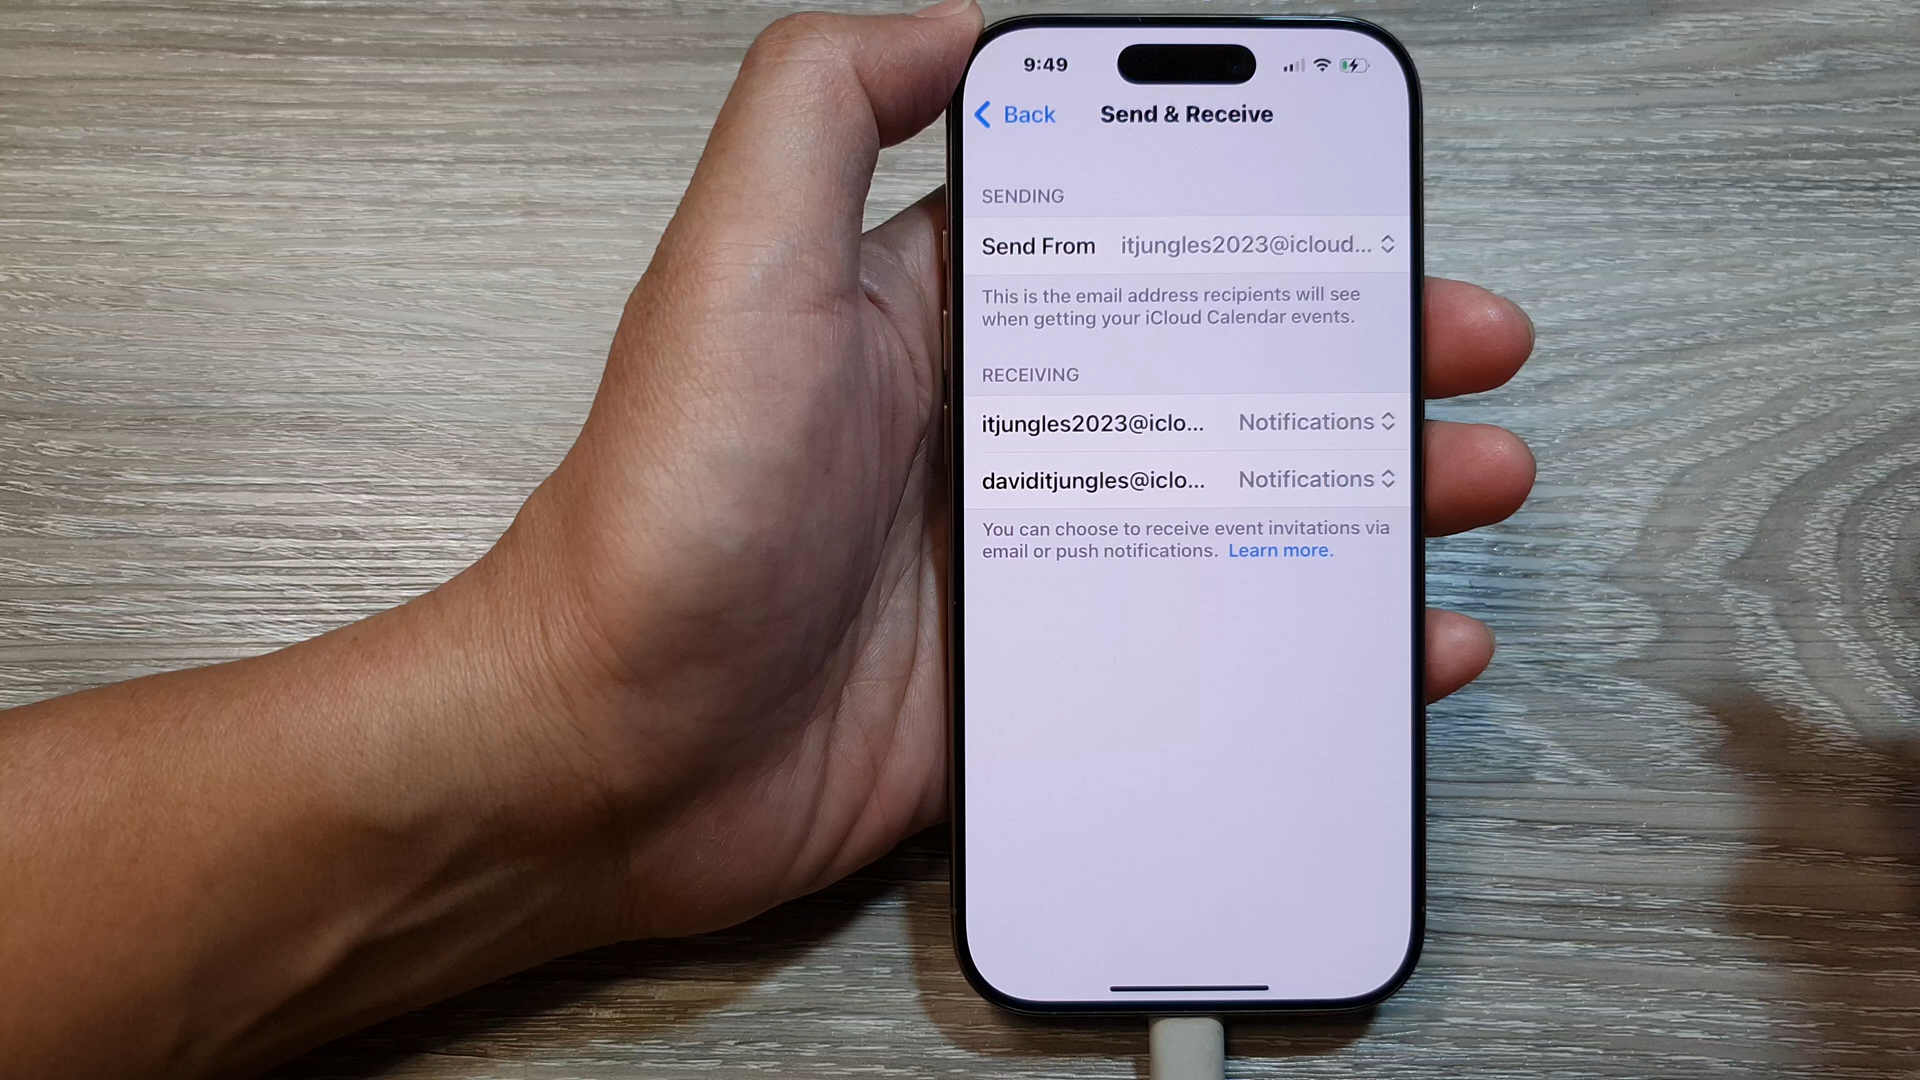 9:49
Back
Send & Receive
SENDING
Send From itjungles2023@icloud...
This is the email address recipients will see
when getting your iCloud Calendar events.
RECEIVING
itjungles2023@iclo... Notifications
daviditjungles@iclo... Notifications
You can choose to receive event invitations via
email or push notifications. Learn more.